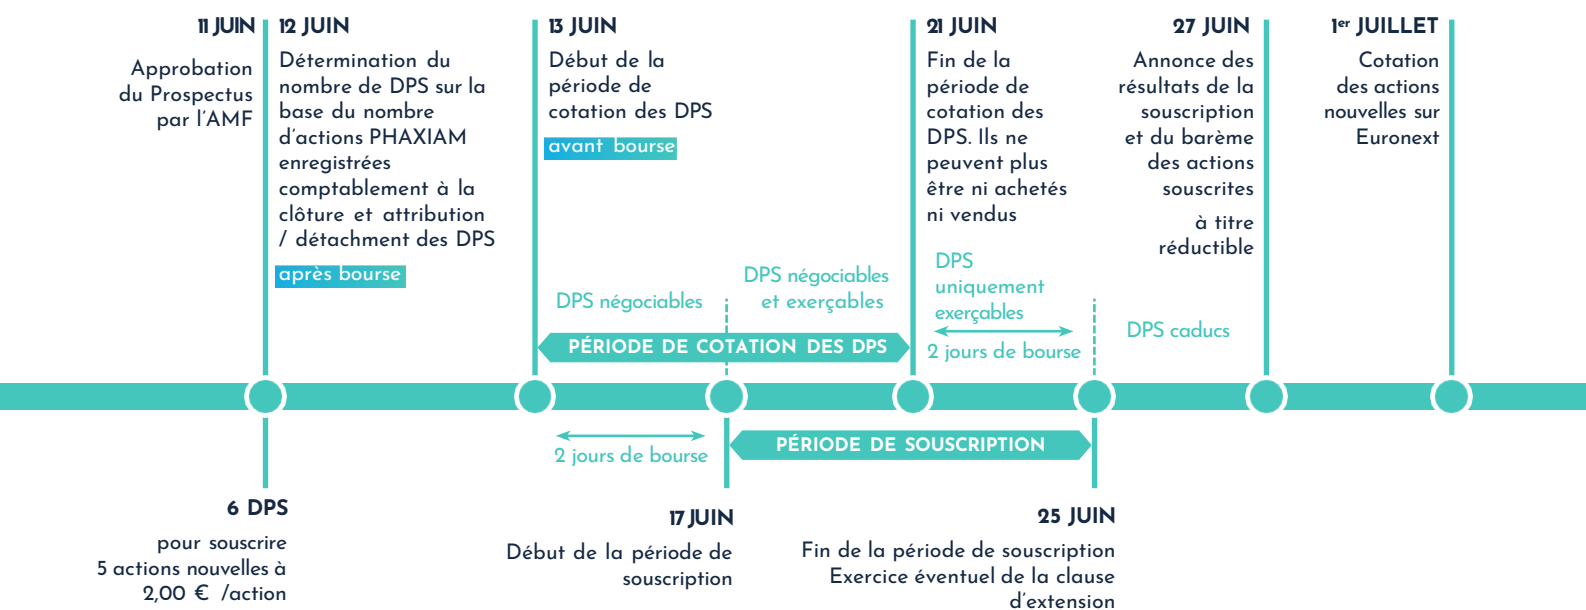 11 JUIN
Approbation
du Prospectus
par l'AMF
12 JUIN
Détermination du
nombre de DPS sur la
base du nombre
d'actions PHAXIAM
enregistrées
comptablement à la
clôture et attribution
/ détachment des DPS
après bourse
13 JUIN
Début de la
période de
cotation des DPS
avant bourse
21 JUIN
Fin de la
période de
cotation des
DPS. Ils ne
peuvent plus
être ni achetés
ni vendus
27 JUIN
Annonce des
résultats de la
souscription
et du barème
des actions
souscrites
à titre
réductible
1er JUILLET
Cotation
des actions
nouvelles sur
Euronext
DPS négociables
DPS négociables
et exerçables
DPS
uniquement
exerçables
2 jours de bourse
DPS caducs
PÉRIODE DE COTATION DES DPS
2 jours de bourse
PÉRIODE DE SOUSCRIPTION
6 DPS
pour souscrire
5 actions nouvelles à
2,00 € /action
17 JUIN
Début de la période de
souscription
25 JUIN
Fin de la période de souscription
Exercice éventuel de la clause
d'extension